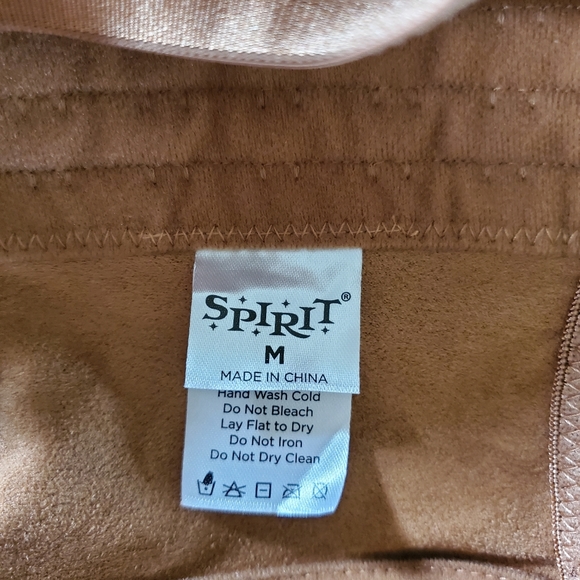 SPIRIT®
M
MADE IN CHINA
Hand Wash Cold
Do Not Bleach
Lay Flat to Dry
Do Not Iron
Do Not Dry Clean